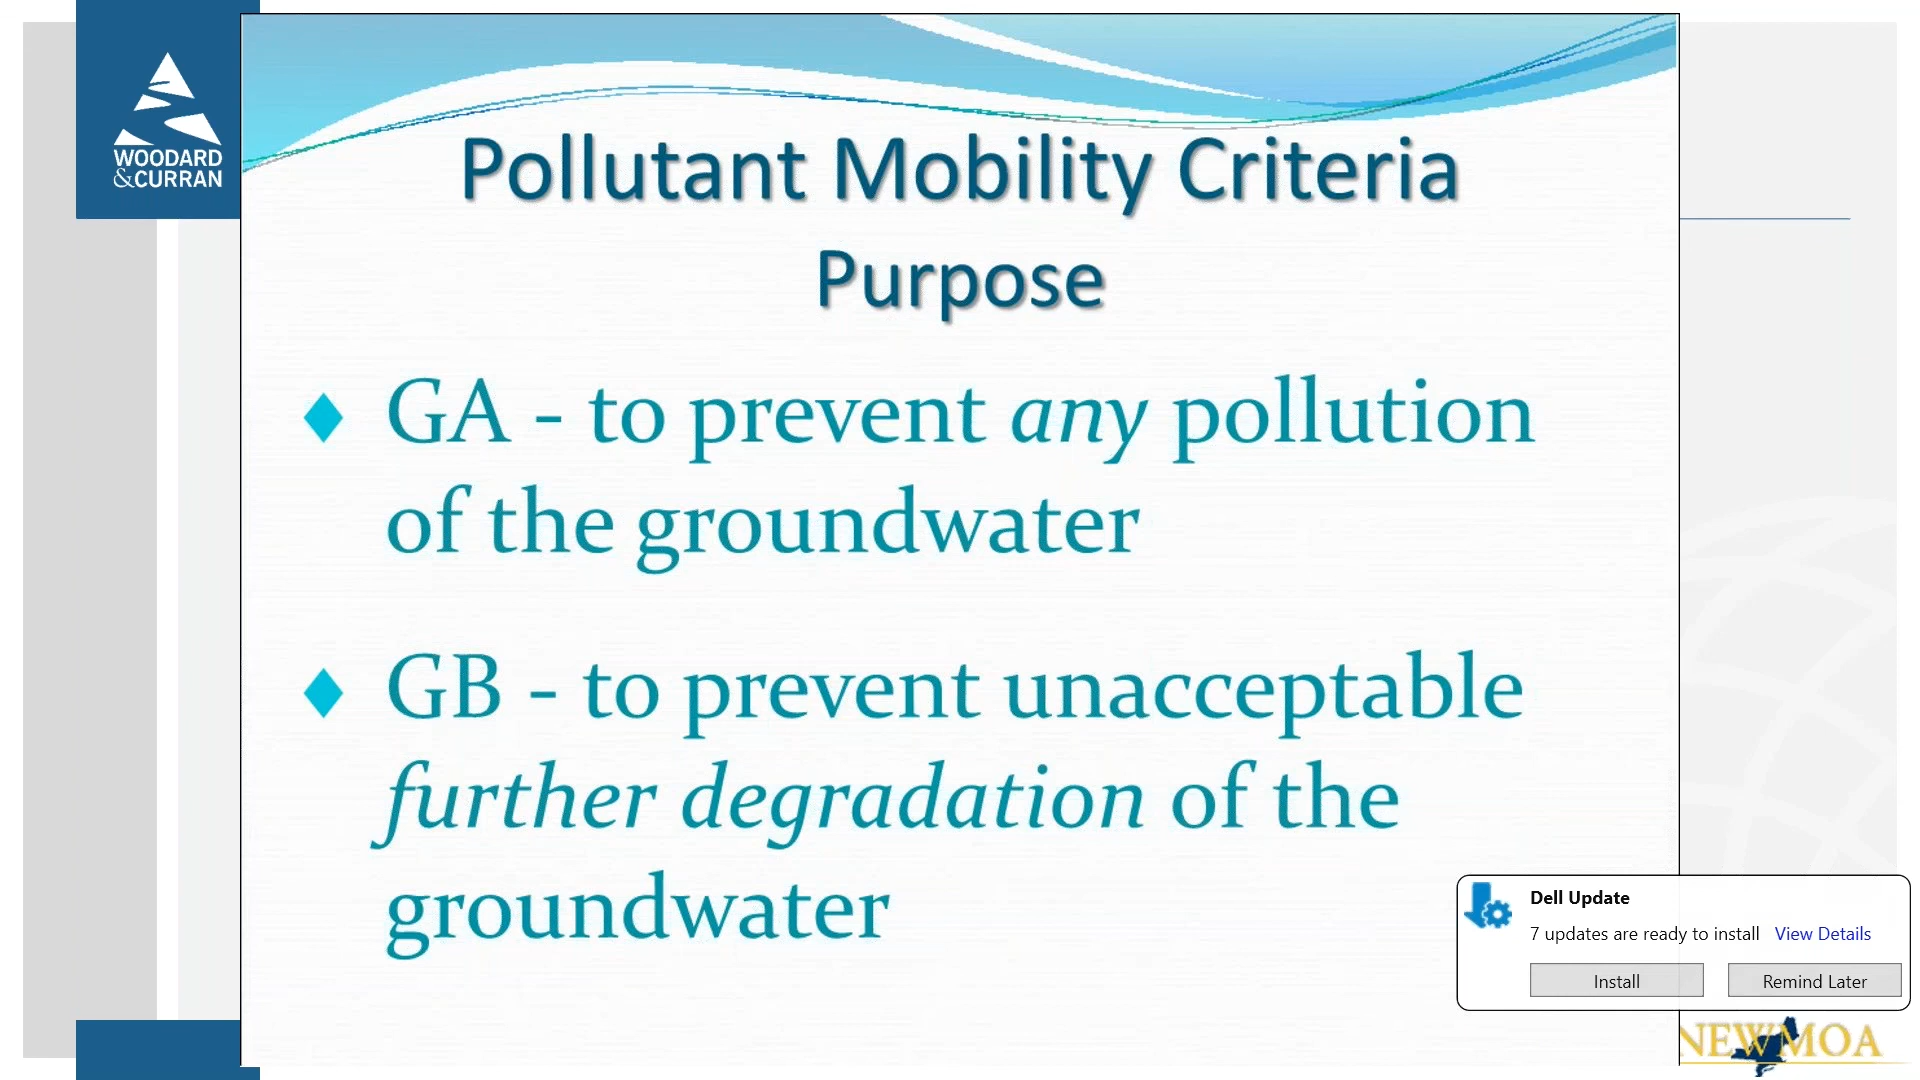 WOODARD
&CURRAN
Pollutant Mobility Criteria
Purpose
♦ GA - to prevent any pollution
of the groundwater
♦ GB - to prevent unacceptable
further degradation of the
groundwater
Dell Update
7 updates are ready to install View Details
Install Remind Later
NEWMOA